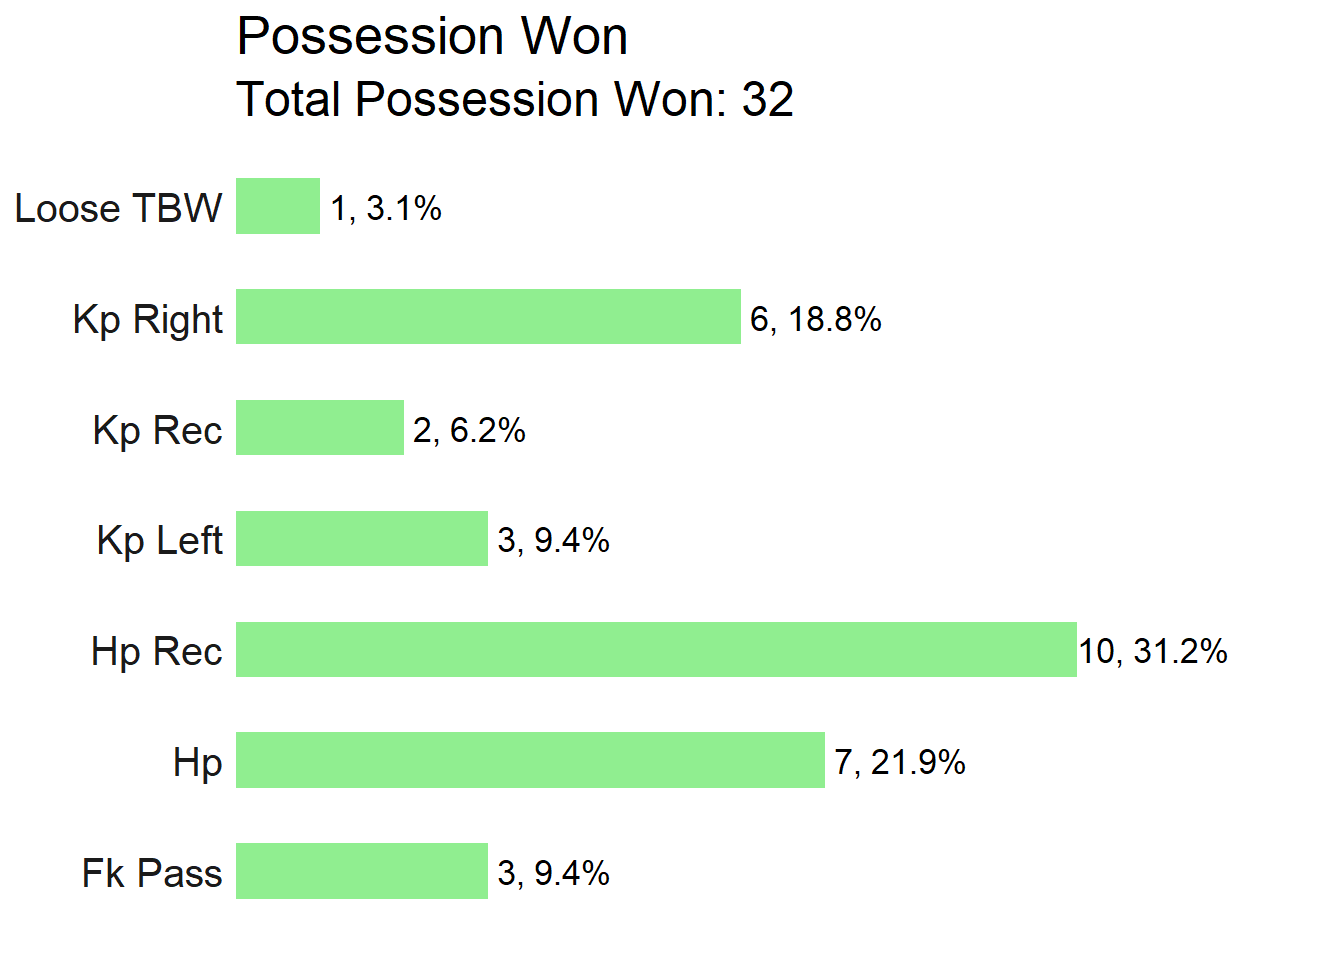 Possession Won
Total Possession Won: 32
Loose TBW 1, 3.1%
Kp Right 6, 18.8%
Kp Rec 2, 6.2%
Kp Left 3, 9.4%
Hp Rec 10, 31.2%
Hp 7, 21.9%
Fk Pass 3, 9.4%